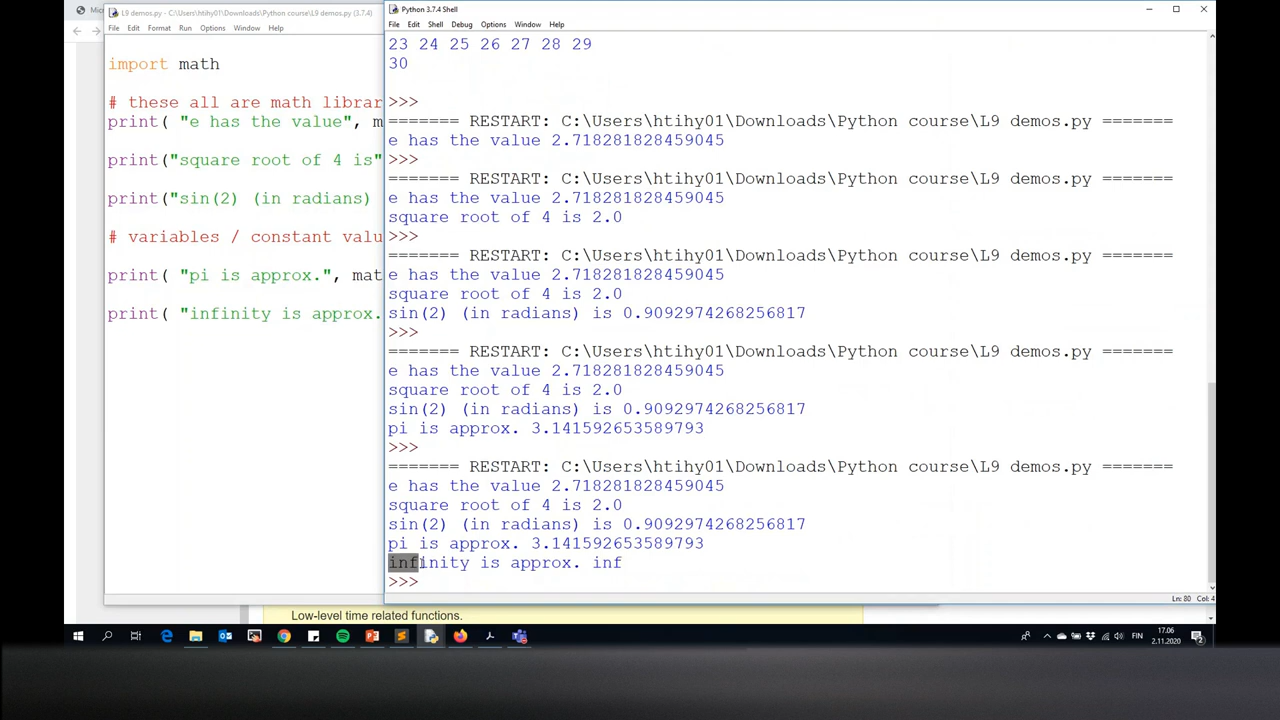 Mic
L9 demos.py - C:\Users\htihy01\Downloads\Python course\L9 demos.py (3.7.4)
File Edit Format Run Options Window Help
import math
# these all are math librar
print( "e has the value", m
print("square root of 4 is"
print("sin(2) (in radians)
# variables / constant valu
print( "pi is approx.", mat
print( "infinity is approx.
Python 3.7.4 Shell
File Edit Shell Debug Options Window Help
23 24 25 26 27 28 29
30
>>>
======= RESTART: C:\Users\htihy01\Downloads\Python course\L9 demos.py =======
e has the value 2.718281828459045
>>>
======= RESTART: C:\Users\htihy01\Downloads\Python course\L9 demos.py =======
e has the value 2.718281828459045
square root of 4 is 2.0
>>>
======= RESTART: C:\Users\htihy01\Downloads\Python course\L9 demos.py =======
e has the value 2.718281828459045
square root of 4 is 2.0
sin(2) (in radians) is 0.9092974268256817
>>>
======= RESTART: C:\Users\htihy01\Downloads\Python course\L9 demos.py =======
e has the value 2.718281828459045
square root of 4 is 2.0
sin(2) (in radians) is 0.9092974268256817
pi is approx. 3.141592653589793
>>>
======= RESTART: C:\Users\htihy01\Downloads\Python course\L9 demos.py =======
e has the value 2.718281828459045
square root of 4 is 2.0
sin(2) (in radians) is 0.9092974268256817
pi is approx. 3.141592653589793
infinity is approx. inf
>>>
Ln: 80 Col: 4
Low-level time related functions.
FIN
17.06
2.11.2020
2